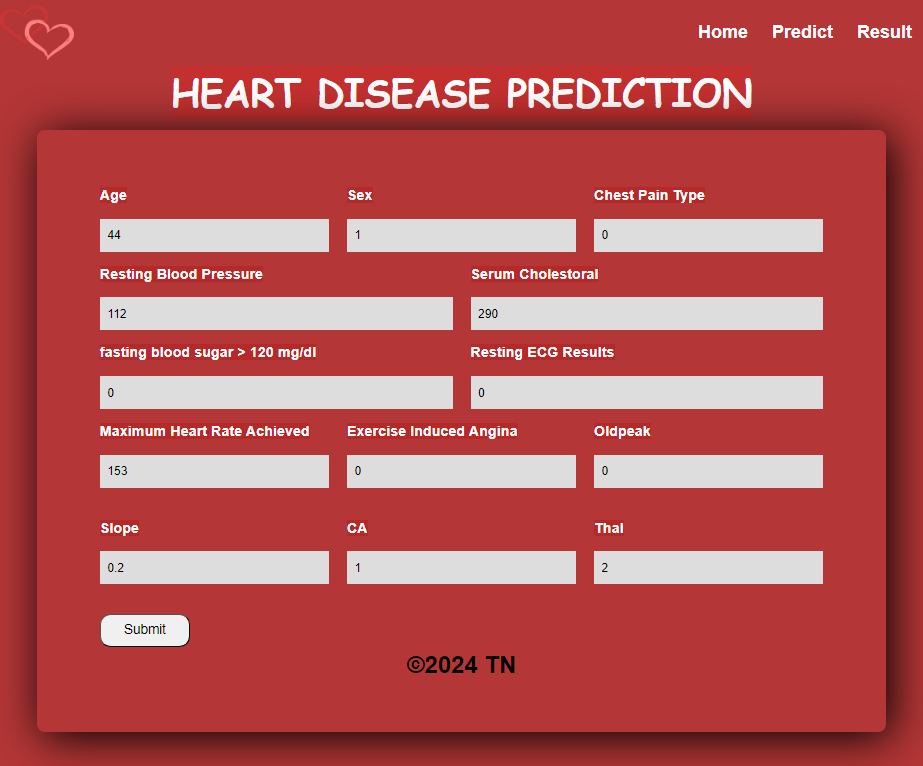 Home Predict Result
HEART DISEASE PREDICTION
Age Sex Chest Pain Type
44 1 0
Resting Blood Pressure Serum Cholestoral
112 290
fasting blood sugar > 120 mg/dl Resting ECG Results
0 0
Maximum Heart Rate Achieved Exercise Induced Angina Oldpeak
153 0 0
Slope CA Thal
0.2 1 2
Submit
©2024 TN